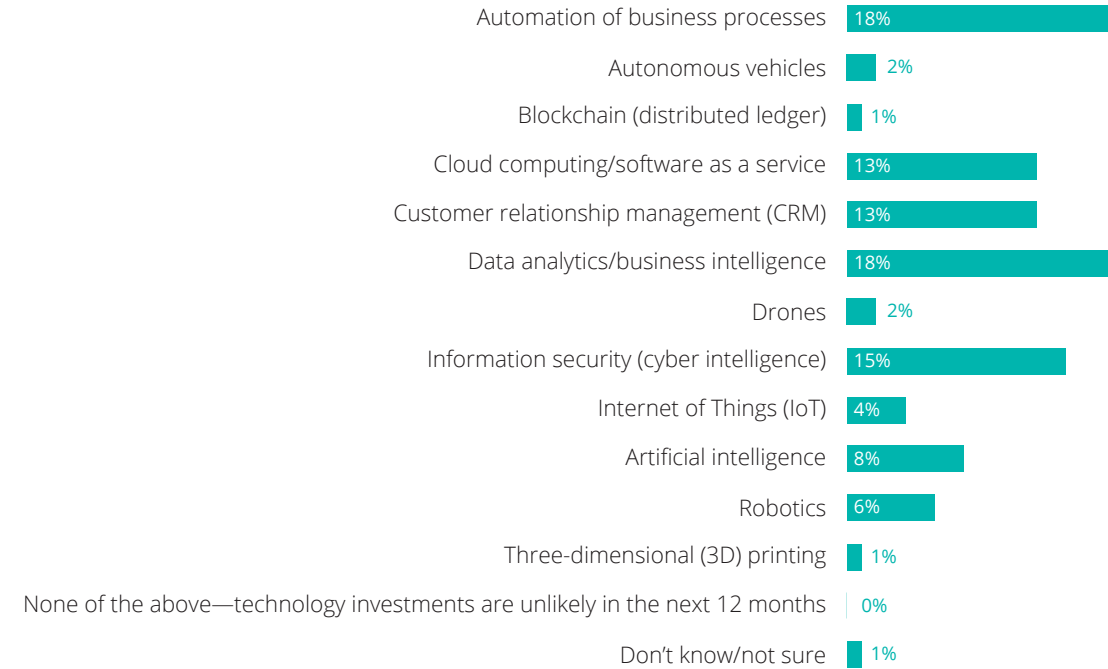 Automation of business processes 18%
Autonomous vehicles 2%
Blockchain (distributed ledger) 1%
Cloud computing/software as a service 13%
Customer relationship management (CRM) 13%
Data analytics/business intelligence 18%
Drones 2%
Information security (cyber intelligence) 15%
Internet of Things (IoT) 4%
Artificial intelligence 8%
Robotics 6%
Three-dimensional (3D) printing 1%
None of the above—technology investments are unlikely in the next 12 months 0%
Don’t know/not sure 1%